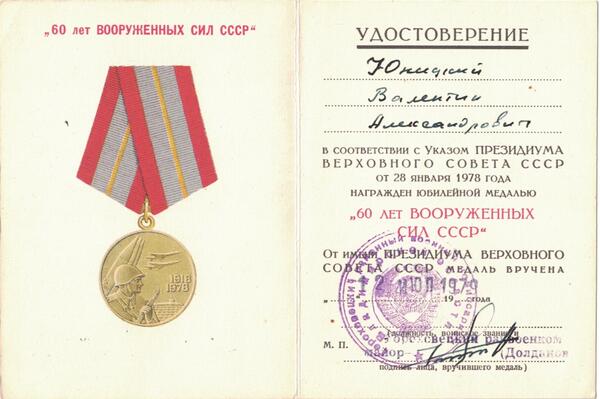 „60 лет ВООРУЖЕННЫХ СИЛ СССР“
1918
1978
УДОСТОВЕРЕНИЕ
Юницкий
Валентин
Александрович
В СООТВЕТСТВИИ С УКАЗОМ ПРЕЗИДИУМА
ВЕРХОВНОГО СОВЕТА СССР
ОТ 28 ЯНВАРЯ 1978 ГОДА
НАГРАЖДЕН ЮБИЛЕЙНОЙ МЕДАЛЬЮ
„60 ЛЕТ ВООРУЖЕННЫХ
СИЛ СССР“
ОТ ИМЕНИ ПРЕЗИДИУМА ВЕРХОВНОГО
СОВЕТА СССР МЕДАЛЬ ВРУЧЕНА
2 ИЮЛ 1979
19 года
(должность, воинское звание и
райвоенком
М. П.
майор
подпись лица, вручившего медаль)